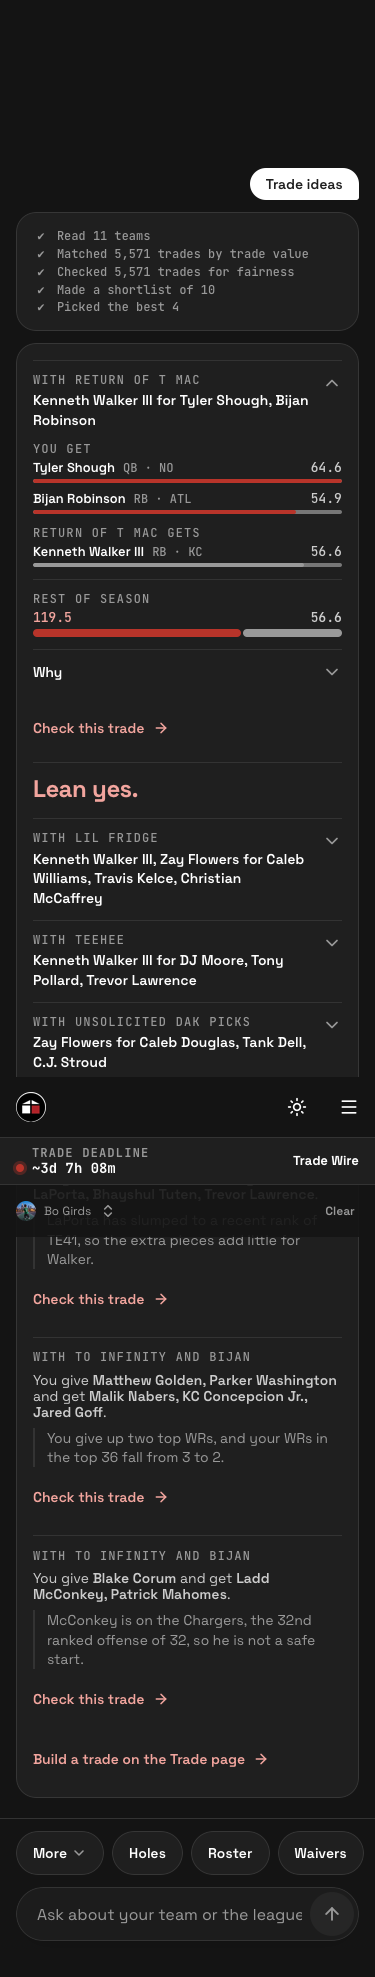 Trade ideas
✓ Read 11 teams
✓ Matched 5,571 trades by trade value
✓ Checked 5,571 trades for fairness
✓ Made a shortlist of 10
✓ Picked the best 4
WITH RETURN OF T MAC
Kenneth Walker III for Tyler Shough, Bijan
Robinson
YOU GET
Tyler Shough QB · NO 64.6
Bijan Robinson RB · ATL 54.9
RETURN OF T MAC GETS
Kenneth Walker III RB · KC 56.6
REST OF SEASON
119.5 56.6
Why
Check this trade →
Lean yes.
WITH LIL FRIDGE
Kenneth Walker III, Zay Flowers for Caleb
Williams, Travis Kelce, Christian
McCaffrey
WITH TEEHEE
Kenneth Walker III for DJ Moore, Tony
Pollard, Trevor Lawrence
WITH UNSOLICITED DAK PICKS
Zay Flowers for Caleb Douglas, Tank Dell,
C.J. Stroud
TRADE DEADLINE
~3d 7h 08m
Trade Wire
LaPorta, Bhayshul Tuten, Trevor Lawrence.
Bo Girds
Clear
LaPorta has slumped to a recent rank of
TE41, so the extra pieces add little for
Walker.
Check this trade →
WITH TO INFINITY AND BIJAN
You give Matthew Golden, Parker Washington
and get Malik Nabers, KC Concepcion Jr.,
Jared Goff.
You give up two top WRs, and your WRs in
the top 36 fall from 3 to 2.
Check this trade →
WITH TO INFINITY AND BIJAN
You give Blake Corum and get Ladd
McConkey, Patrick Mahomes.
McConkey is on the Chargers, the 32nd
ranked offense of 32, so he is not a safe
start.
Check this trade →
Build a trade on the Trade page →
More
Holes
Roster
Waivers
Ask about your team or the league